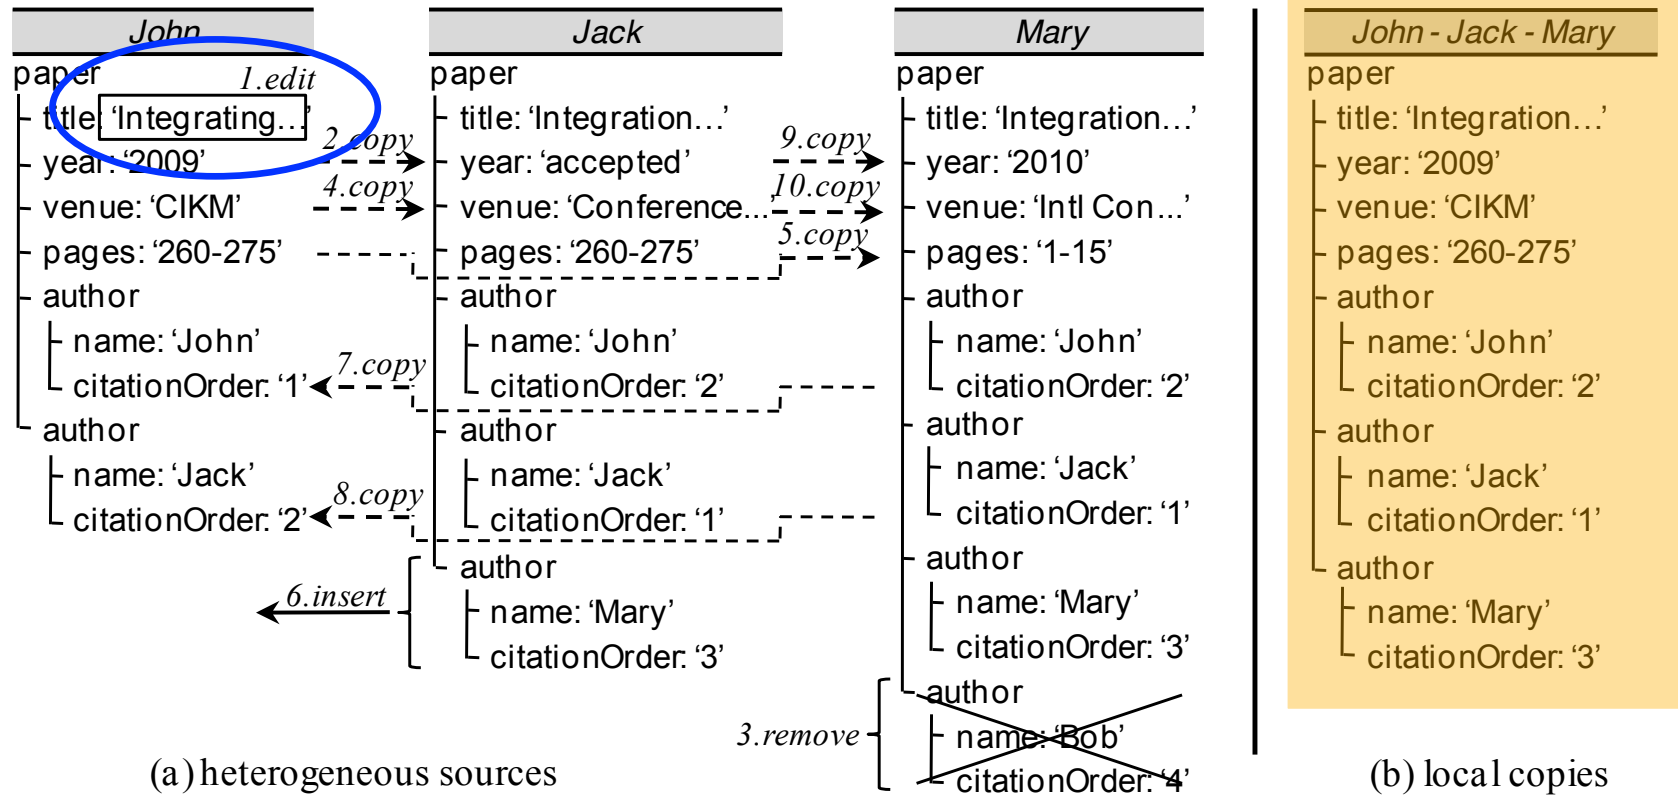 John
paper
1.edit
title: ‘Integrating...’
year: ‘2009’
venue: ‘CIKM’
pages: ‘260-275’
author
name: ‘John’
citationOrder: ‘1’
author
name: ‘Jack’
citationOrder: ‘2’
2.copy
4.copy
7.copy
8.copy
6.insert
Jack
paper
title: ‘Integration...’
year: ‘accepted’
venue: ‘Conference...’
pages: ‘260-275’
author
name: ‘John’
citationOrder: ‘2’
author
name: ‘Jack’
citationOrder: ‘1’
author
name: ‘Mary’
citationOrder: ‘3’
9.copy
10.copy
5.copy
3.remove
Mary
paper
title: ‘Integration...’
year: ‘2010’
venue: ‘Intl Con...’
pages: ‘1-15’
author
name: ‘John’
citationOrder: ‘2’
author
name: ‘Jack’
citationOrder: ‘1’
author
name: ‘Mary’
citationOrder: ‘3’
author
name: ‘Bob’
citationOrder: ‘4’
(a) heterogeneous sources
John - Jack - Mary
paper
title: ‘Integration...’
year: ‘2009’
venue: ‘CIKM’
pages: ‘260-275’
author
name: ‘John’
citationOrder: ‘2’
author
name: ‘Jack’
citationOrder: ‘1’
author
name: ‘Mary’
citationOrder: ‘3’
(b) local copies